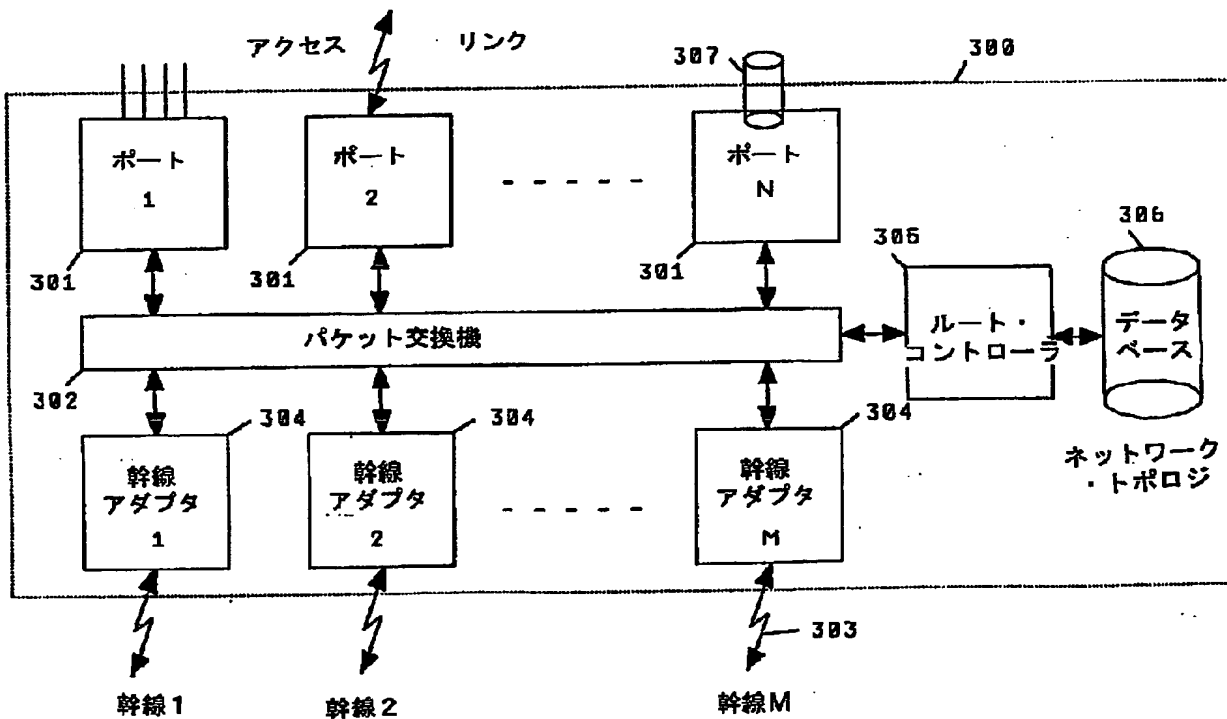 アクセス リンク
307
300
ポート
1
ポート
2
- - - - -
ポート
N
301
301
301
305
306
パケット交換機
ルート・
コントローラ
データ
ベース
302
304
304
304
幹線
アダプタ
1
幹線
アダプタ
2
- - - - -
幹線
アダプタ
M
ネットワーク
・トポロジ
303
幹線1
幹線2
幹線M